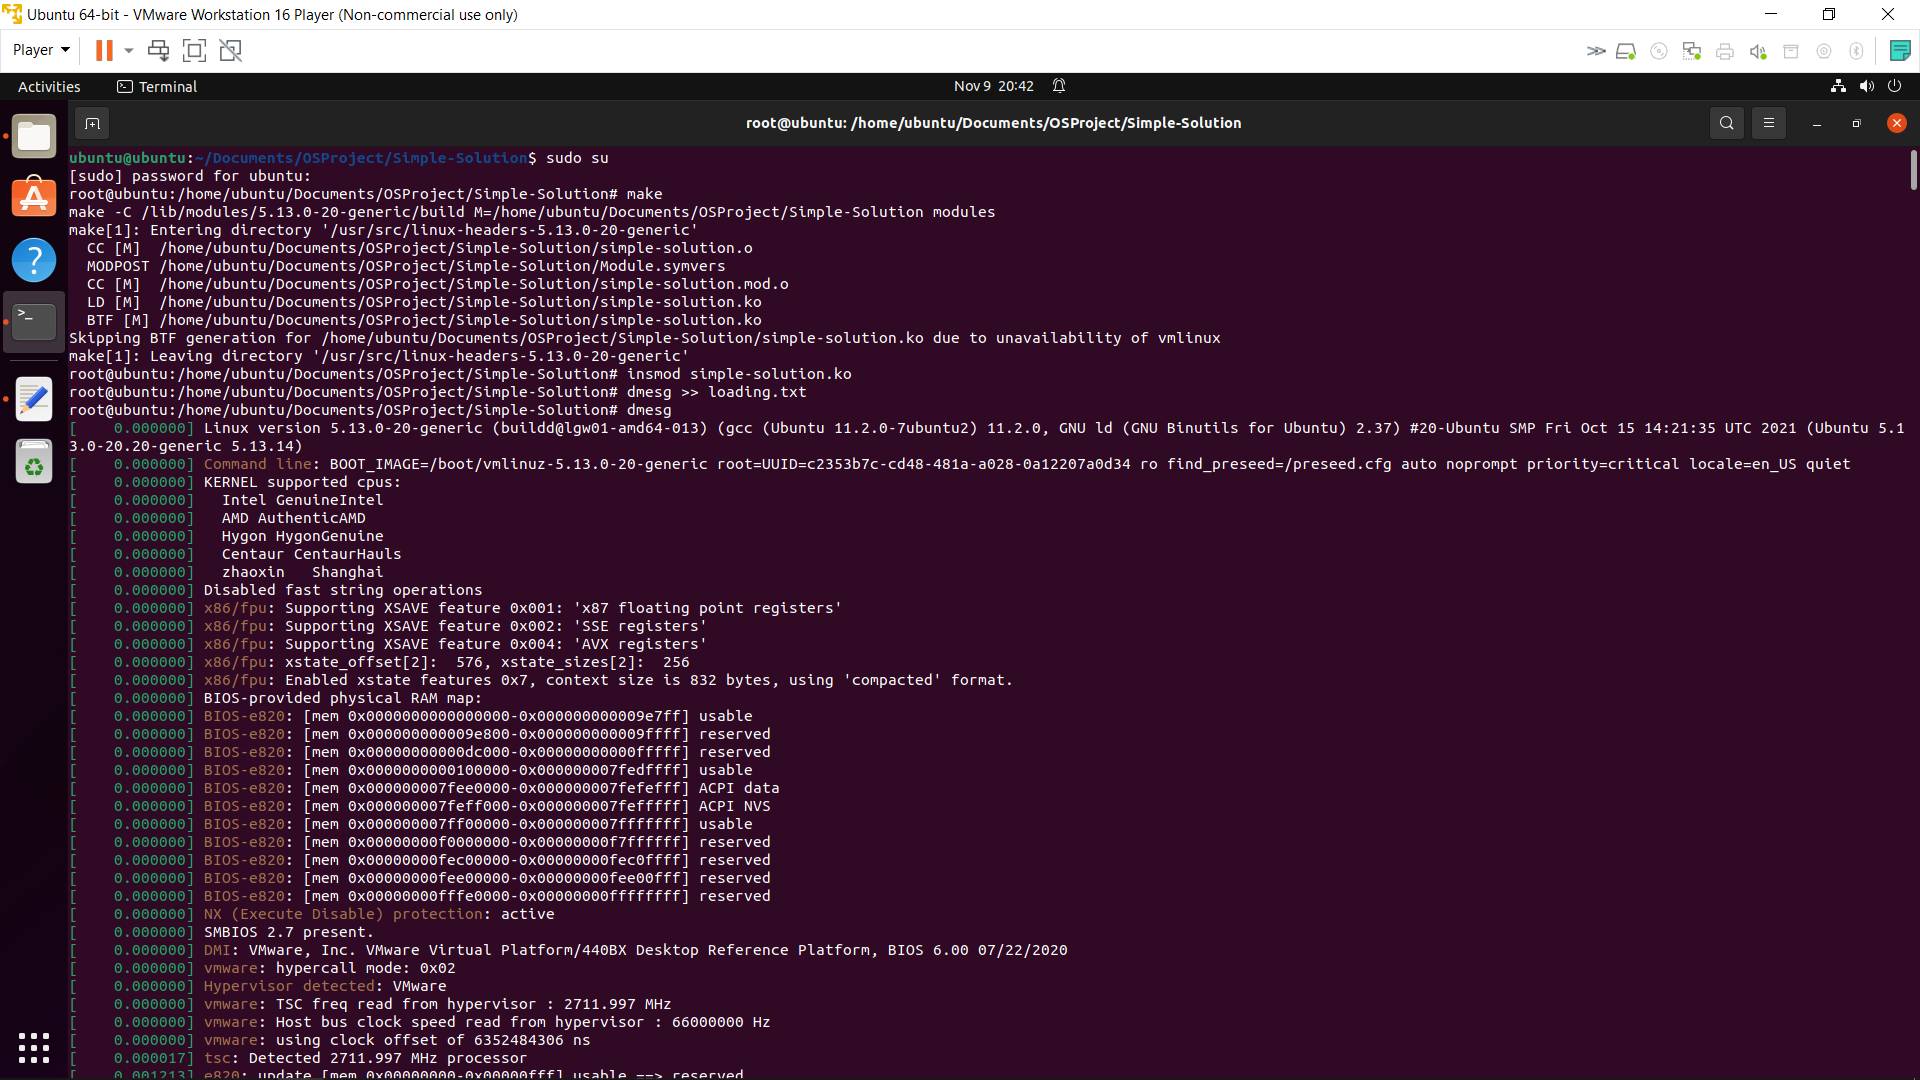 Ubuntu 64-bit - VMware Workstation 16 Player (Non-commercial use only)
Player
Activities
Terminal
Nov 9 20:42
root@ubuntu: /home/ubuntu/Documents/OSProject/Simple-Solution
ubuntu@ubuntu:~/Documents/OSProject/Simple-Solution$ sudo su
[sudo] password for ubuntu:
root@ubuntu:/home/ubuntu/Documents/OSProject/Simple-Solution# make
make -C /lib/modules/5.13.0-20-generic/build M=/home/ubuntu/Documents/OSProject/Simple-Solution modules
make[1]: Entering directory '/usr/src/linux-headers-5.13.0-20-generic'
  CC [M]  /home/ubuntu/Documents/OSProject/Simple-Solution/simple-solution.o
  MODPOST /home/ubuntu/Documents/OSProject/Simple-Solution/Module.symvers
  CC [M]  /home/ubuntu/Documents/OSProject/Simple-Solution/simple-solution.mod.o
  LD [M]  /home/ubuntu/Documents/OSProject/Simple-Solution/simple-solution.ko
  BTF [M] /home/ubuntu/Documents/OSProject/Simple-Solution/simple-solution.ko
Skipping BTF generation for /home/ubuntu/Documents/OSProject/Simple-Solution/simple-solution.ko due to unavailability of vmlinux
make[1]: Leaving directory '/usr/src/linux-headers-5.13.0-20-generic'
root@ubuntu:/home/ubuntu/Documents/OSProject/Simple-Solution# insmod simple-solution.ko
root@ubuntu:/home/ubuntu/Documents/OSProject/Simple-Solution# dmesg >> loading.txt
root@ubuntu:/home/ubuntu/Documents/OSProject/Simple-Solution# dmesg
[    0.000000] Linux version 5.13.0-20-generic (buildd@lgw01-amd64-013) (gcc (Ubuntu 11.2.0-7ubuntu2) 11.2.0, GNU ld (GNU Binutils for Ubuntu) 2.37) #20-Ubuntu SMP Fri Oct 15 14:21:35 UTC 2021 (Ubuntu 5.1
3.0-20.20-generic 5.13.14)
[    0.000000] Command line: BOOT_IMAGE=/boot/vmlinuz-5.13.0-20-generic root=UUID=c2353b7c-cd48-481a-a028-0a12207a0d34 ro find_preseed=/preseed.cfg auto noprompt priority=critical locale=en_US quiet
[    0.000000] KERNEL supported cpus:
[    0.000000]   Intel GenuineIntel
[    0.000000]   AMD AuthenticAMD
[    0.000000]   Hygon HygonGenuine
[    0.000000]   Centaur CentaurHauls
[    0.000000]   zhaoxin   Shanghai
[    0.000000] Disabled fast string operations
[    0.000000] x86/fpu: Supporting XSAVE feature 0x001: 'x87 floating point registers'
[    0.000000] x86/fpu: Supporting XSAVE feature 0x002: 'SSE registers'
[    0.000000] x86/fpu: Supporting XSAVE feature 0x004: 'AVX registers'
[    0.000000] x86/fpu: xstate_offset[2]:  576, xstate_sizes[2]:  256
[    0.000000] x86/fpu: Enabled xstate features 0x7, context size is 832 bytes, using 'compacted' format.
[    0.000000] BIOS-provided physical RAM map:
[    0.000000] BIOS-e820: [mem 0x0000000000000000-0x000000000009e7ff] usable
[    0.000000] BIOS-e820: [mem 0x000000000009e800-0x000000000009ffff] reserved
[    0.000000] BIOS-e820: [mem 0x00000000000dc000-0x00000000000fffff] reserved
[    0.000000] BIOS-e820: [mem 0x0000000000100000-0x000000007fedffff] usable
[    0.000000] BIOS-e820: [mem 0x000000007fee0000-0x000000007fefefff] ACPI data
[    0.000000] BIOS-e820: [mem 0x000000007feff000-0x000000007fefffff] ACPI NVS
[    0.000000] BIOS-e820: [mem 0x000000007ff00000-0x000000007fffffff] usable
[    0.000000] BIOS-e820: [mem 0x00000000f0000000-0x00000000f7ffffff] reserved
[    0.000000] BIOS-e820: [mem 0x00000000fec00000-0x00000000fec0ffff] reserved
[    0.000000] BIOS-e820: [mem 0x00000000fee00000-0x00000000fee00fff] reserved
[    0.000000] BIOS-e820: [mem 0x00000000fffe0000-0x00000000ffffffff] reserved
[    0.000000] NX (Execute Disable) protection: active
[    0.000000] SMBIOS 2.7 present.
[    0.000000] DMI: VMware, Inc. VMware Virtual Platform/440BX Desktop Reference Platform, BIOS 6.00 07/22/2020
[    0.000000] vmware: hypercall mode: 0x02
[    0.000000] Hypervisor detected: VMware
[    0.000000] vmware: TSC freq read from hypervisor : 2711.997 MHz
[    0.000000] vmware: Host bus clock speed read from hypervisor : 66000000 Hz
[    0.000000] vmware: using clock offset of 6352484306 ns
[    0.000017] tsc: Detected 2711.997 MHz processor
[    0.001213] e820: update [mem 0x00000000-0x00000fff] usable ==> reserved